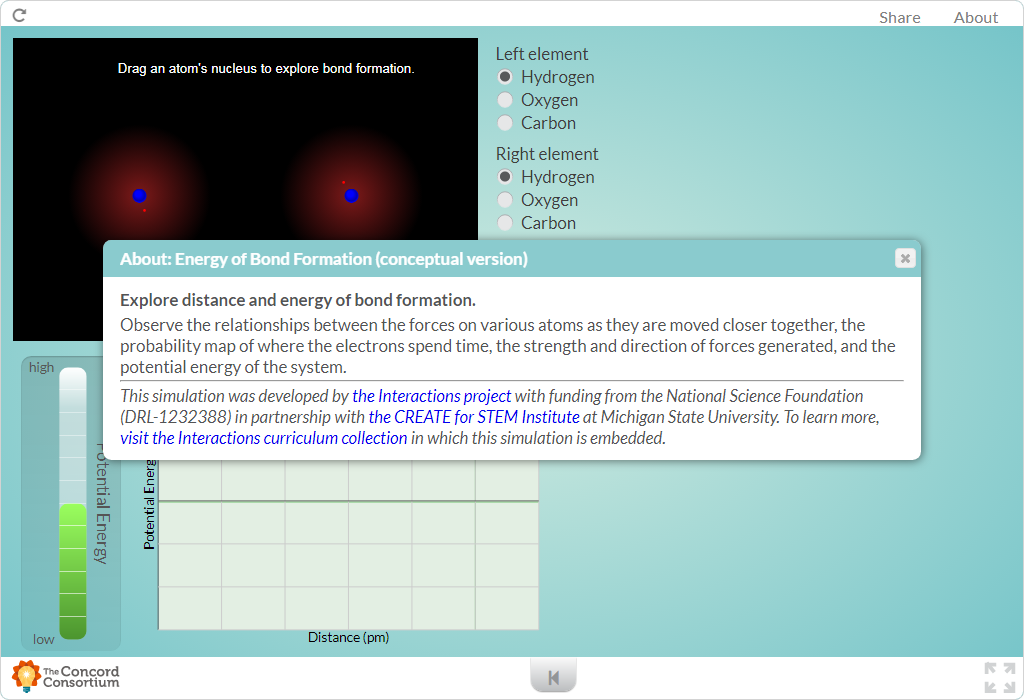 Share About
Drag an atom's nucleus to explore bond formation.
Left element
Hydrogen
Oxygen
Carbon
Right element
Hydrogen
Oxygen
Carbon
About: Energy of Bond Formation (conceptual version)
Explore distance and energy of bond formation.
Observe the relationships between the forces on various atoms as they are moved closer together, the
probability map of where the electrons spend time, the strength and direction of forces generated, and the
potential energy of the system.
This simulation was developed by the Interactions project with funding from the National Science Foundation
(DRL-1232388) in partnership with the CREATE for STEM Institute at Michigan State University. To learn more,
visit the Interactions curriculum collection in which this simulation is embedded.
high
Potential Energy
low
Potential Energ
Distance (pm)
The Concord
Consortium